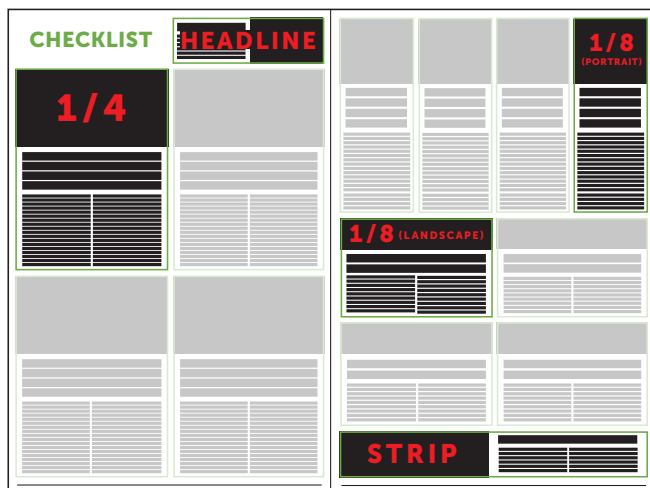 CHECKLIST
HEADLINE
1/4
1/8
(PORTRAIT)
1/8 (LANDSCAPE)
STRIP